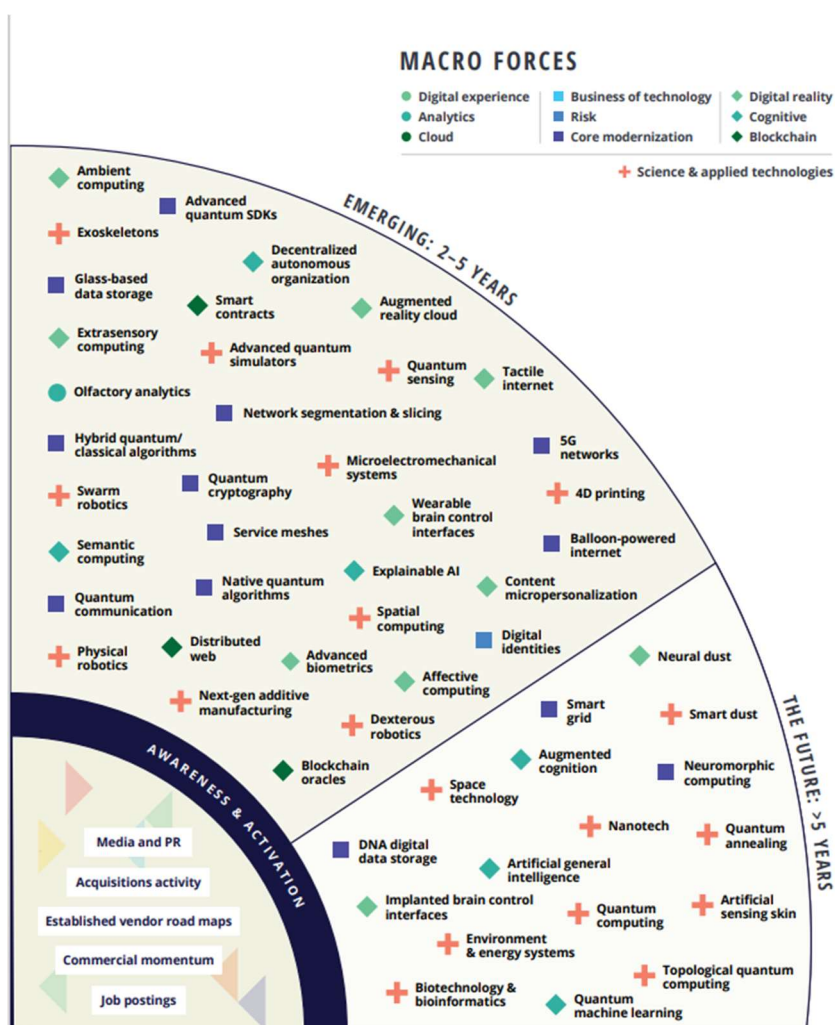 MACRO FORCES
Digital experience
Analytics
Cloud
Business of technology
Risk
Core modernization
Digital reality
Cognitive
Blockchain
Science & applied technologies
EMERGING: 2–5 YEARS
Ambient
computing
Advanced
quantum SDKs
Exoskeletons
Decentralized
autonomous
organization
Glass-based
data storage
Smart
contracts
Augmented
reality cloud
Extrasensory
computing
Advanced quantum
simulators
Quantum
sensing
Tactile
internet
Olfactory analytics
Network segmentation & slicing
Hybrid quantum/
classical algorithms
5G
networks
Microelectromechanical
systems
Quantum
cryptography
Swarm
robotics
4D printing
Wearable
brain control
interfaces
Service meshes
Balloon-powered
internet
Semantic
computing
Explainable AI
Native quantum
algorithms
Content
micropersonalization
Quantum
communication
Spatial
computing
Digital
identities
Physical
robotics
Distributed
web
Advanced
biometrics
Affective
computing
Next-gen additive
manufacturing
Dexterous
robotics
Blockchain
oracles
THE FUTURE: >5 YEARS
Neural dust
Smart
grid
Smart dust
Augmented
cognition
Neuromorphic
computing
Space
technology
Nanotech
Quantum
annealing
DNA digital
data storage
Artificial general
intelligence
Implanted brain control
interfaces
Quantum
computing
Artificial
sensing skin
Environment
& energy systems
Topological quantum
computing
Biotechnology &
bioinformatics
Quantum
machine learning
AWARENESS & ACTIVATION
Media and PR
Acquisitions activity
Established vendor road maps
Commercial momentum
Job postings